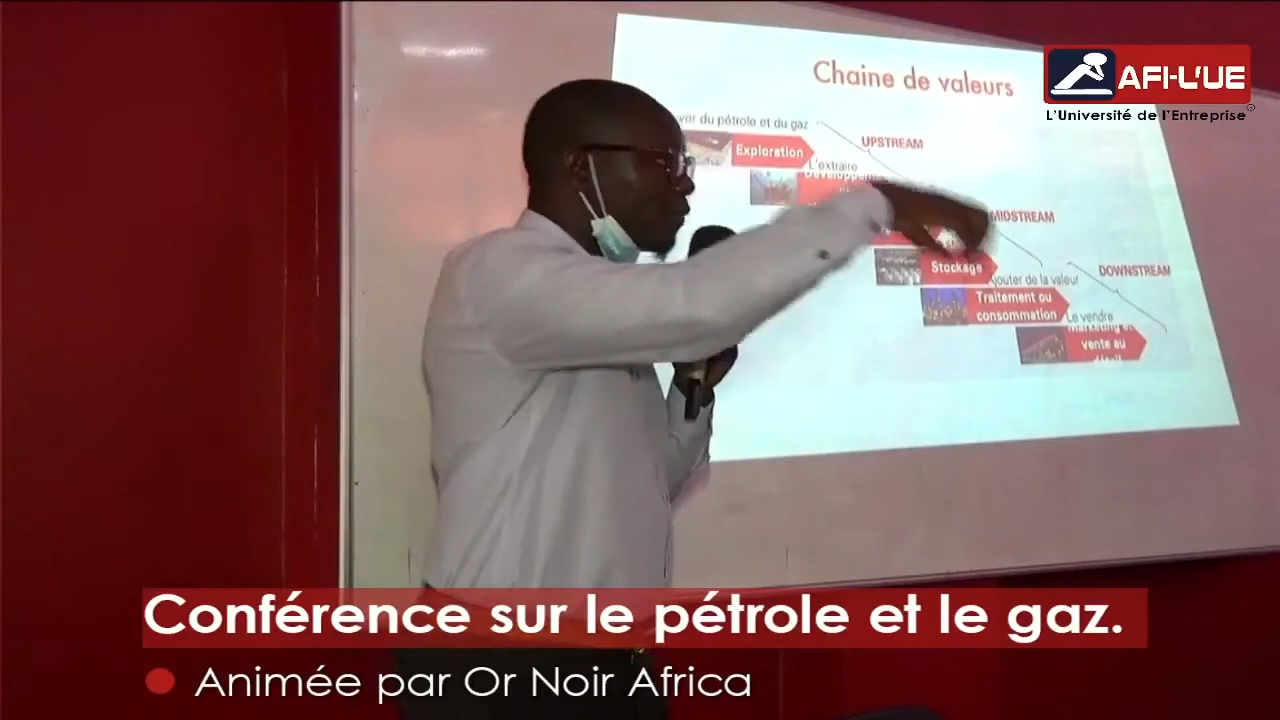 Chaine de valeurs
AFI-L'UE
L'Université de l'Entreprise
du pétrole et du gaz
UPSTREAM
Exploration
L'extraire
MIDSTREAM
Stockage
DOWNSTREAM
jouter de la valeur
Traitement ou
consommation
Le vendre
vente au
Conférence sur le pétrole et le gaz.
Animée par Or Noir Africa